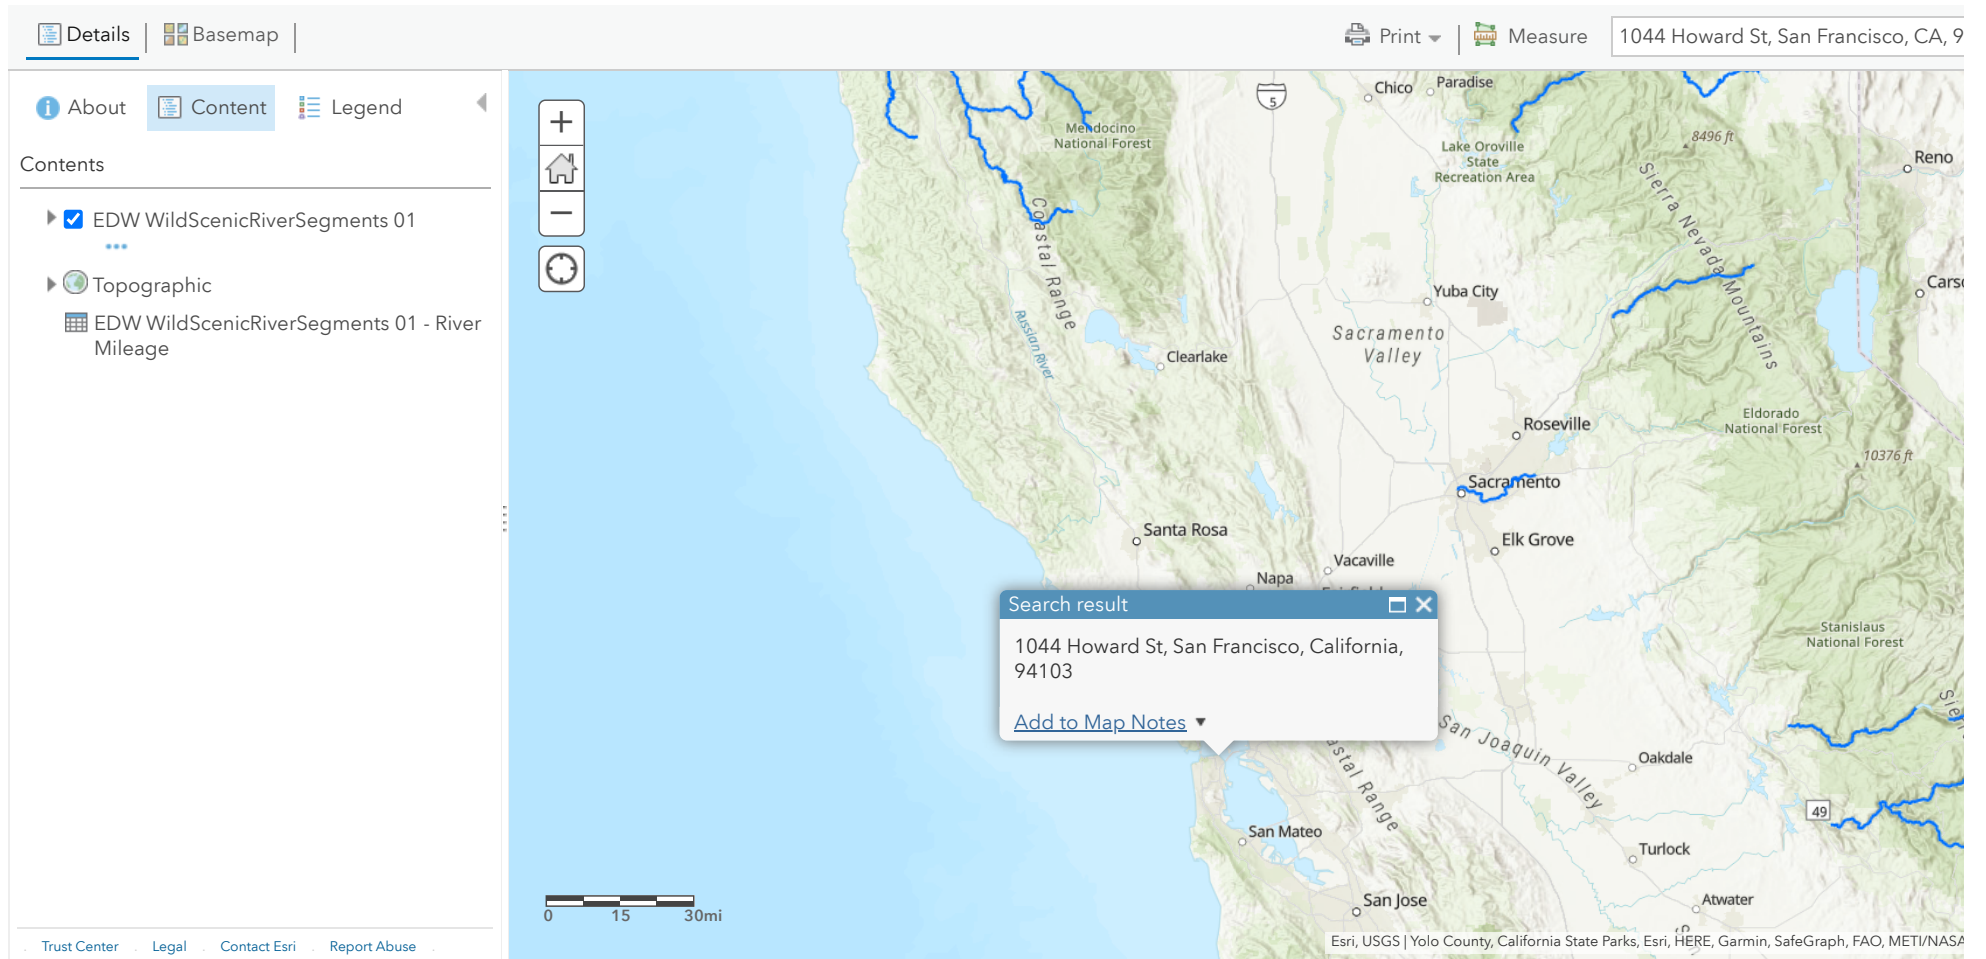 Details
Basemap
Print
Measure
1044 Howard St, San Francisco, CA, 9
About
Content
Legend
Contents
EDW WildScenicRiverSegments 01
Topographic
EDW WildScenicRiverSegments 01 - River
Mileage
Trust Center
Legal
Contact Esri
Report Abuse
5
Chico
Paradise
Mendocino
National Forest
Lake Oroville
State
Recreation Area
8496 ft
Reno
Sierra Nevada Mountains
Coastal Range
Russian River
Yuba City
Sacramento
Valley
Clearlake
Roseville
Eldorado
National Forest
10376 ft
Sacramento
Elk Grove
Santa Rosa
Vacaville
Napa
Search result
1044 Howard St, San Francisco, California,
94103
Add to Map Notes
Stanislaus
National Forest
San Joaquin Valley
Oakdale
49
San Mateo
Turlock
San Jose
Atwater
0 15 30mi
Esri, USGS | Yolo County, California State Parks, Esri, HERE, Garmin, SafeGraph, FAO, METI/NASA